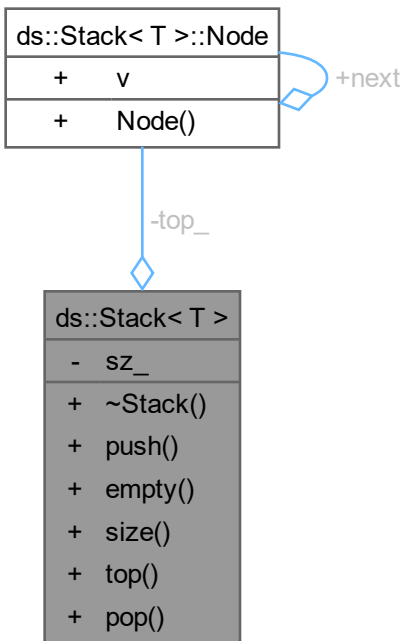 ds::Stack< T >::Node
+ v
+ Node()
+next
-top_
ds::Stack< T >
- sz_
+ ~Stack()
+ push()
+ empty()
+ size()
+ top()
+ pop()